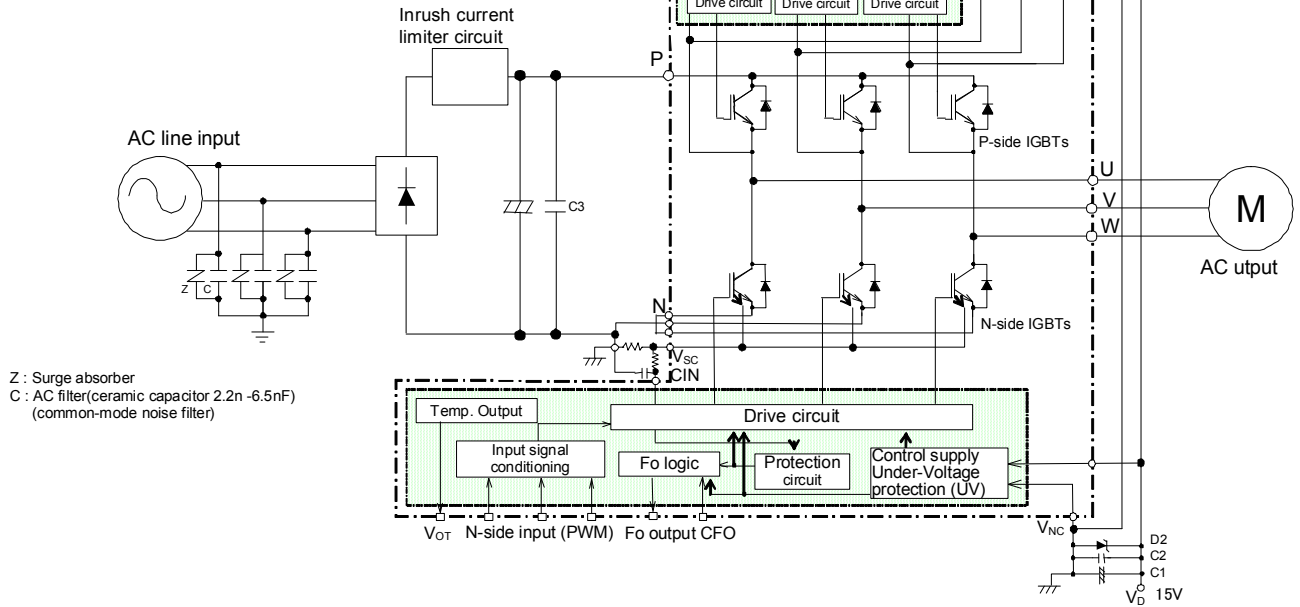 Drive circuit Drive circuit Drive circuit
Inrush current
limiter circuit
P
AC line input
P-side IGBTs
U
V
W
M
C3
AC utput
Z C
N
N-side IGBTs
VSC
CIN
Z : Surge absorber
C : AC filter(ceramic capacitor 2.2n -6.5nF)
(common-mode noise filter)
Temp. Output
Drive circuit
Input signal
conditioning
Fo logic
Protection
circuit
Control supply
Under-Voltage
protection (UV)
VOT N-side input (PWM) Fo output CFO
VNC
D2
C2
C1
VD 15V